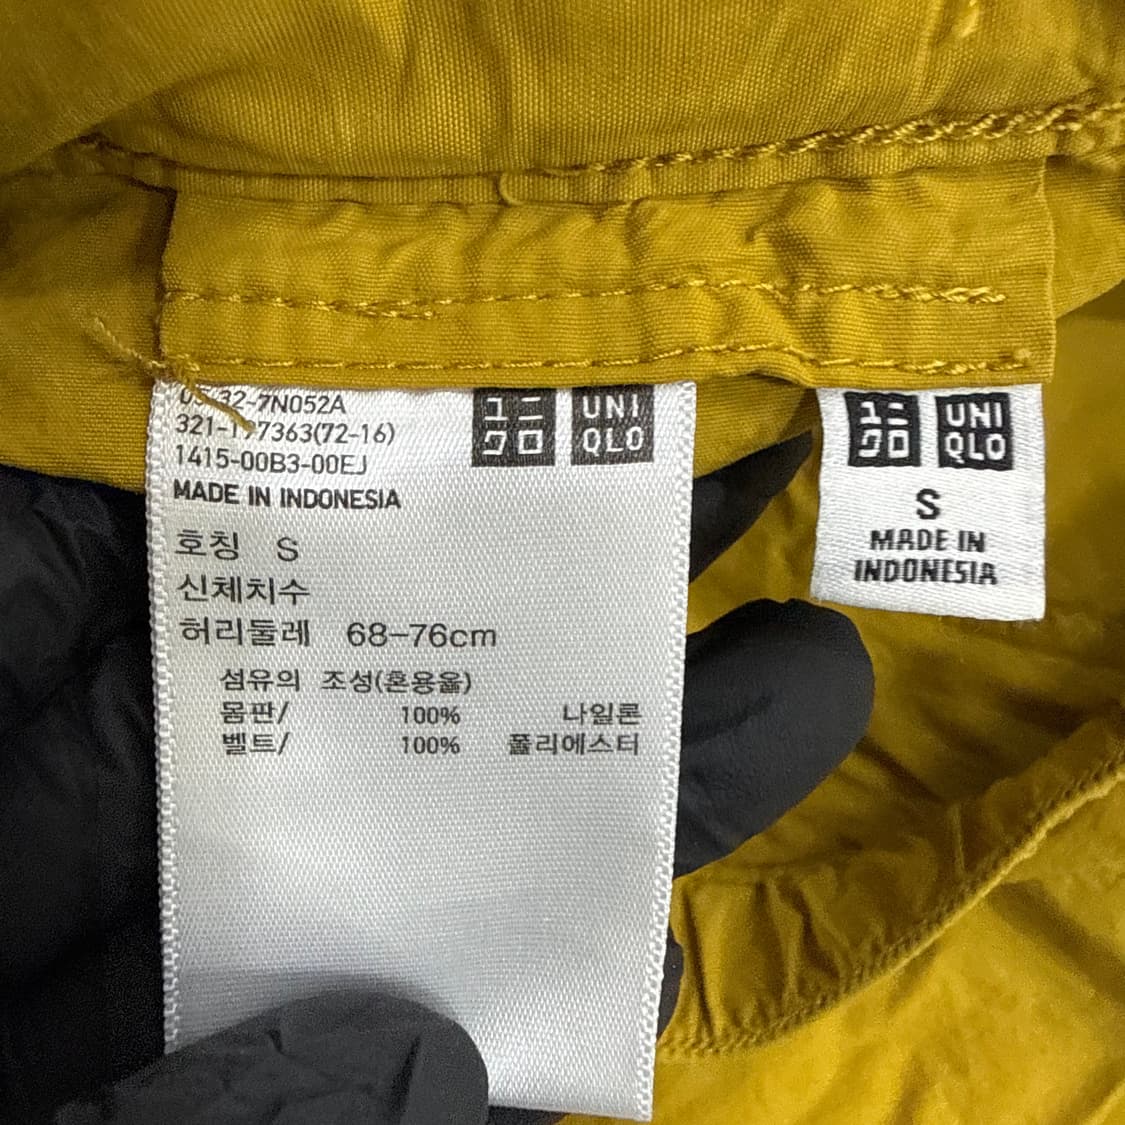 32-7N052A
321-197363(72-16)
1415-00B3-00EJ
MADE IN INDONESIA
ユニ
クロ
UNI
QLO
호칭 S
신체치수
허리둘레 68-76cm
섬유의 조성(혼용율)
몸판/ 100% 나일론
벨트/ 100% 폴리에스터
ユニ
クロ
UNI
QLO
S
MADE IN
INDONESIA